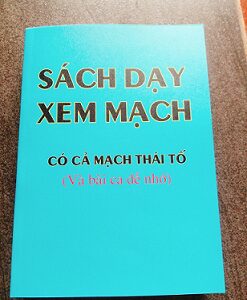 SÁCH DẠY
XEM MẠCH
CÓ CẢ MẠCH THÁI TỐ
(Và bài ca dễ nhớ)